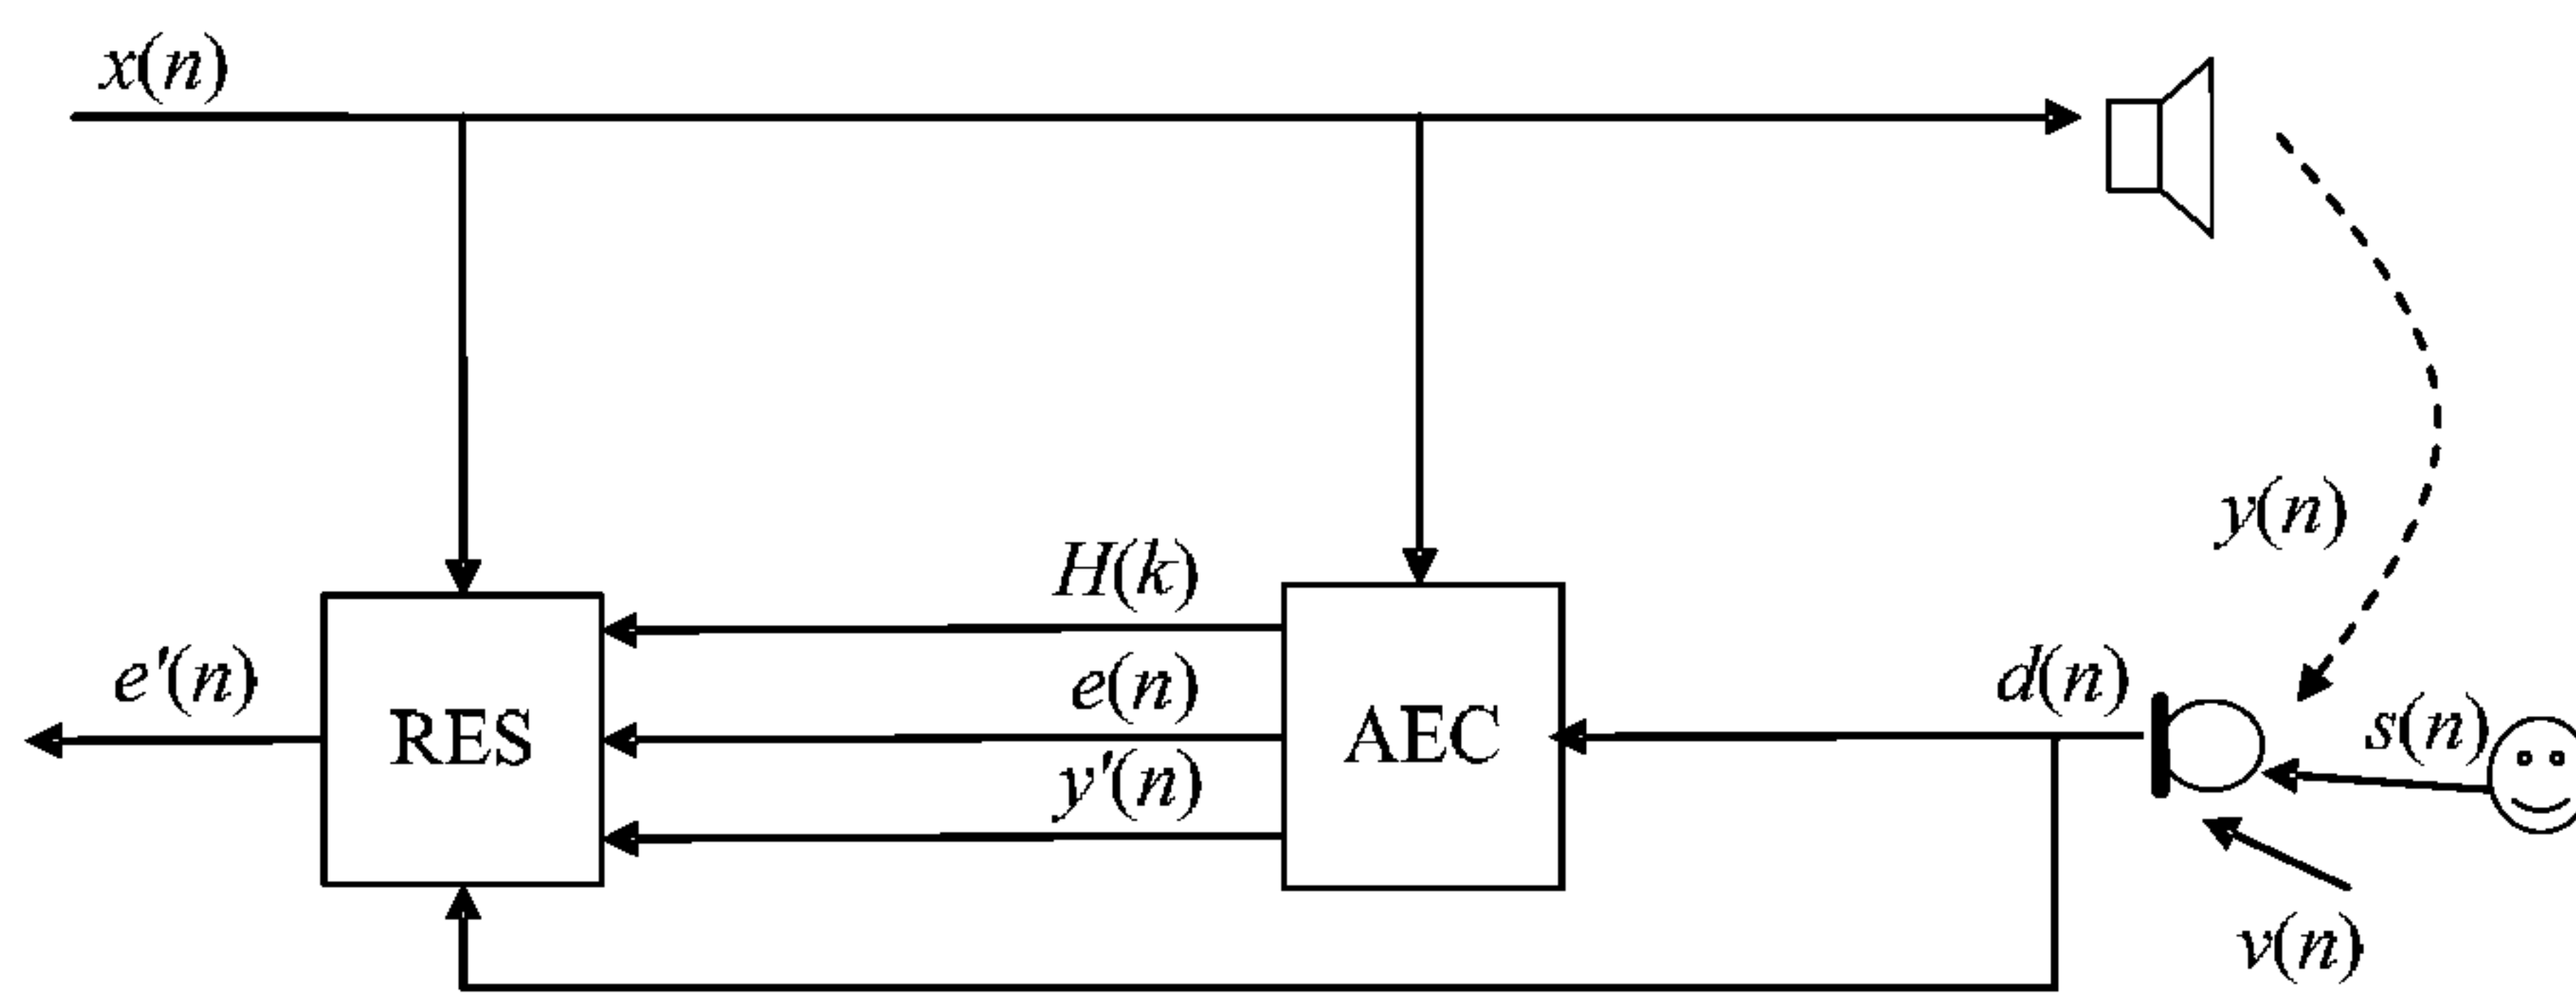 x(n)
y(n)
H(k)
e'(n)
e(n)
d(n)
s(n)
RES
AEC
y'(n)
v(n)